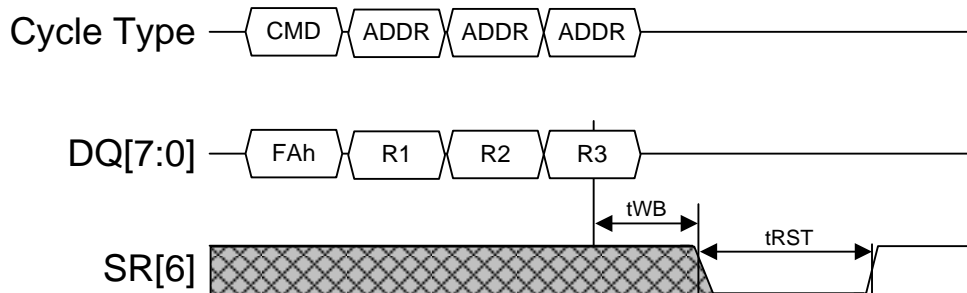 Cycle Type CMD ADDR ADDR ADDR
DQ[7:0] FAh R1 R2 R3
tWB
tRST
SR[6]